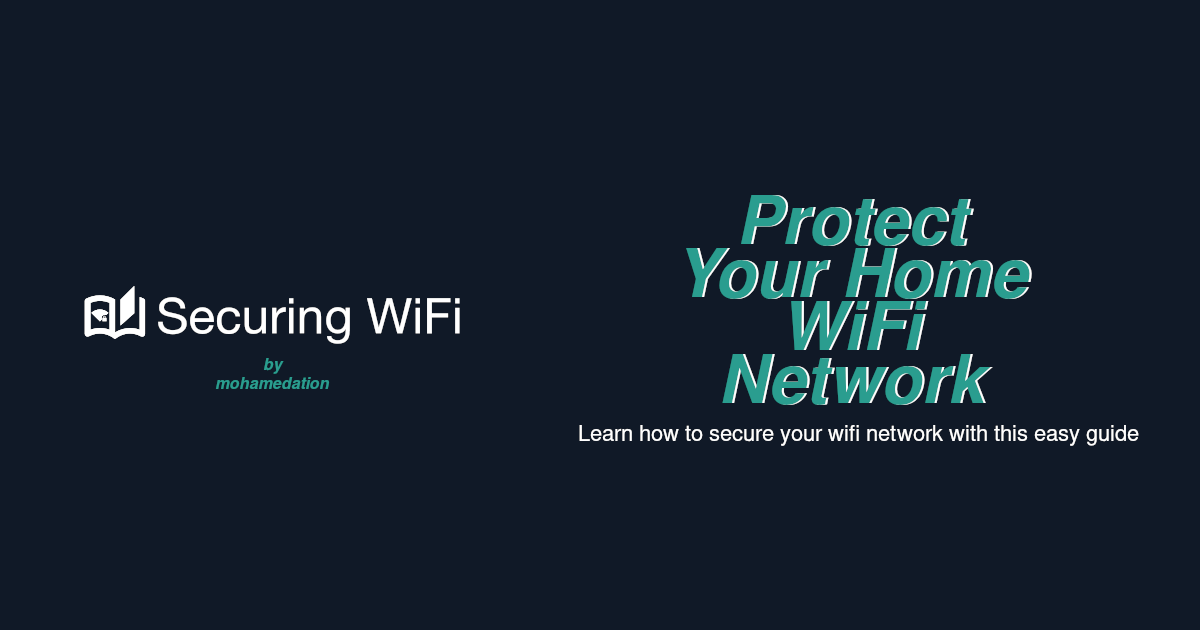 Securing WiFi
by
mohamedation
Protect
Your Home
WiFi
Network
Learn how to secure your wifi network with this easy guide